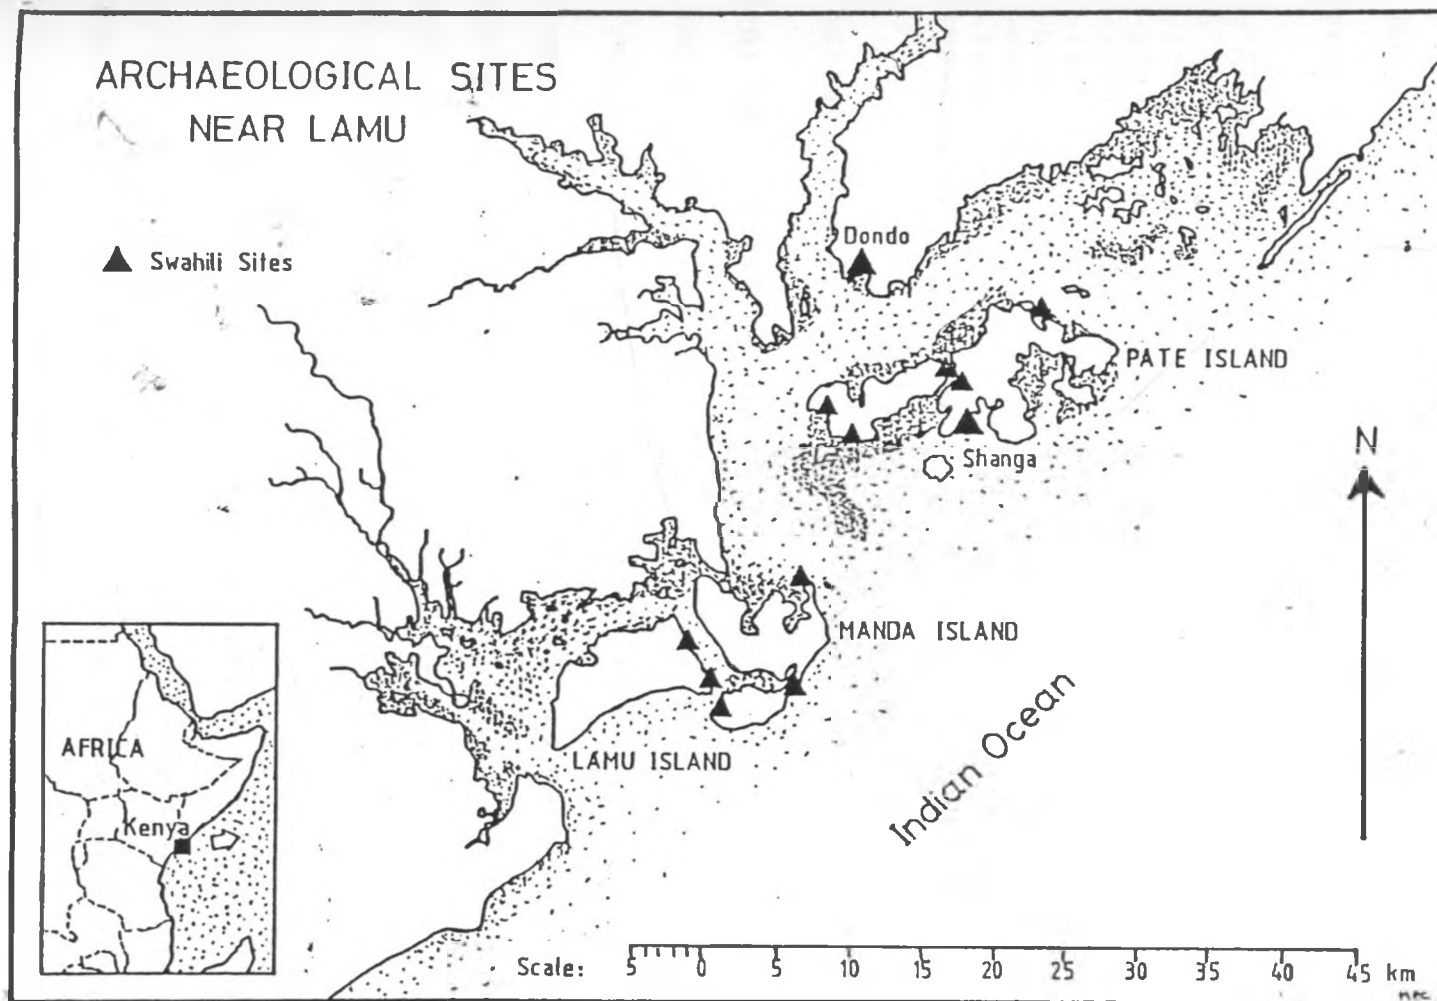 ARCHAEOLOGICAL SITES
NEAR LAMU
Swahili Sites
Dondo
PATE ISLAND
Shanga
N
MANDA ISLAND
LAMU ISLAND
Indian Ocean
AFRICA
Kenya
Scale: 5 0 5 10 15 20 25 30 35 40 45 km